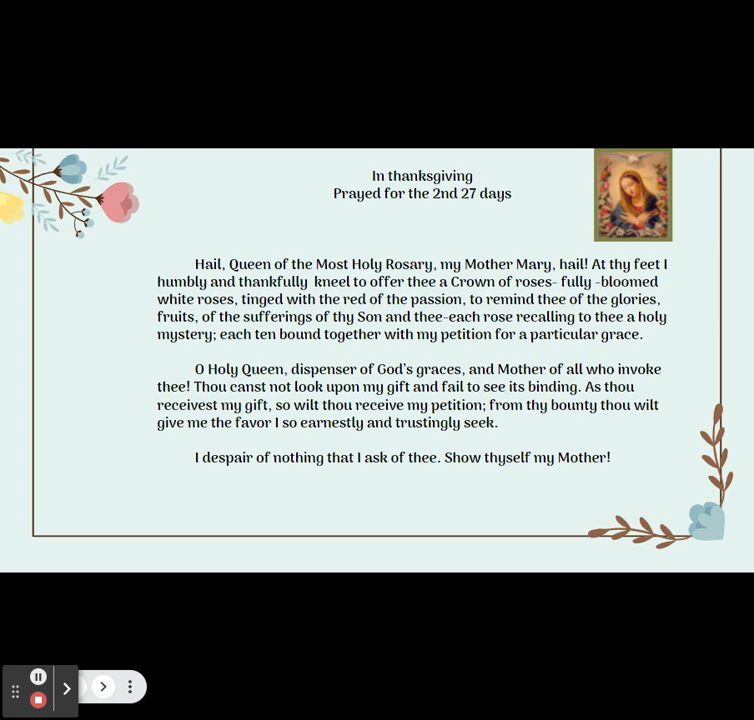 In thanksgiving
Prayed for the 2nd 27 days
Hail, Queen of the Most Holy Rosary, my Mother Mary, hail! At thy feet I
humbly and thankfully kneel to offer thee a Crown of roses- fully -bloomed
white roses, tinged with the red of the passion, to remind thee of the glories,
fruits, of the sufferings of thy Son and thee-each rose recalling to thee a holy
mystery; each ten bound together with my petition for a particular grace.
O Holy Queen, dispenser of God's graces, and Mother of all who invoke
thee! Thou canst not look upon my gift and fail to see its binding. As thou
receivest my gift, so wilt thou receive my petition; from thy bounty thou wilt
give me the favor I so earnestly and trustingly seek.
I despair of nothing that I ask of thee. Show thyself my Mother!